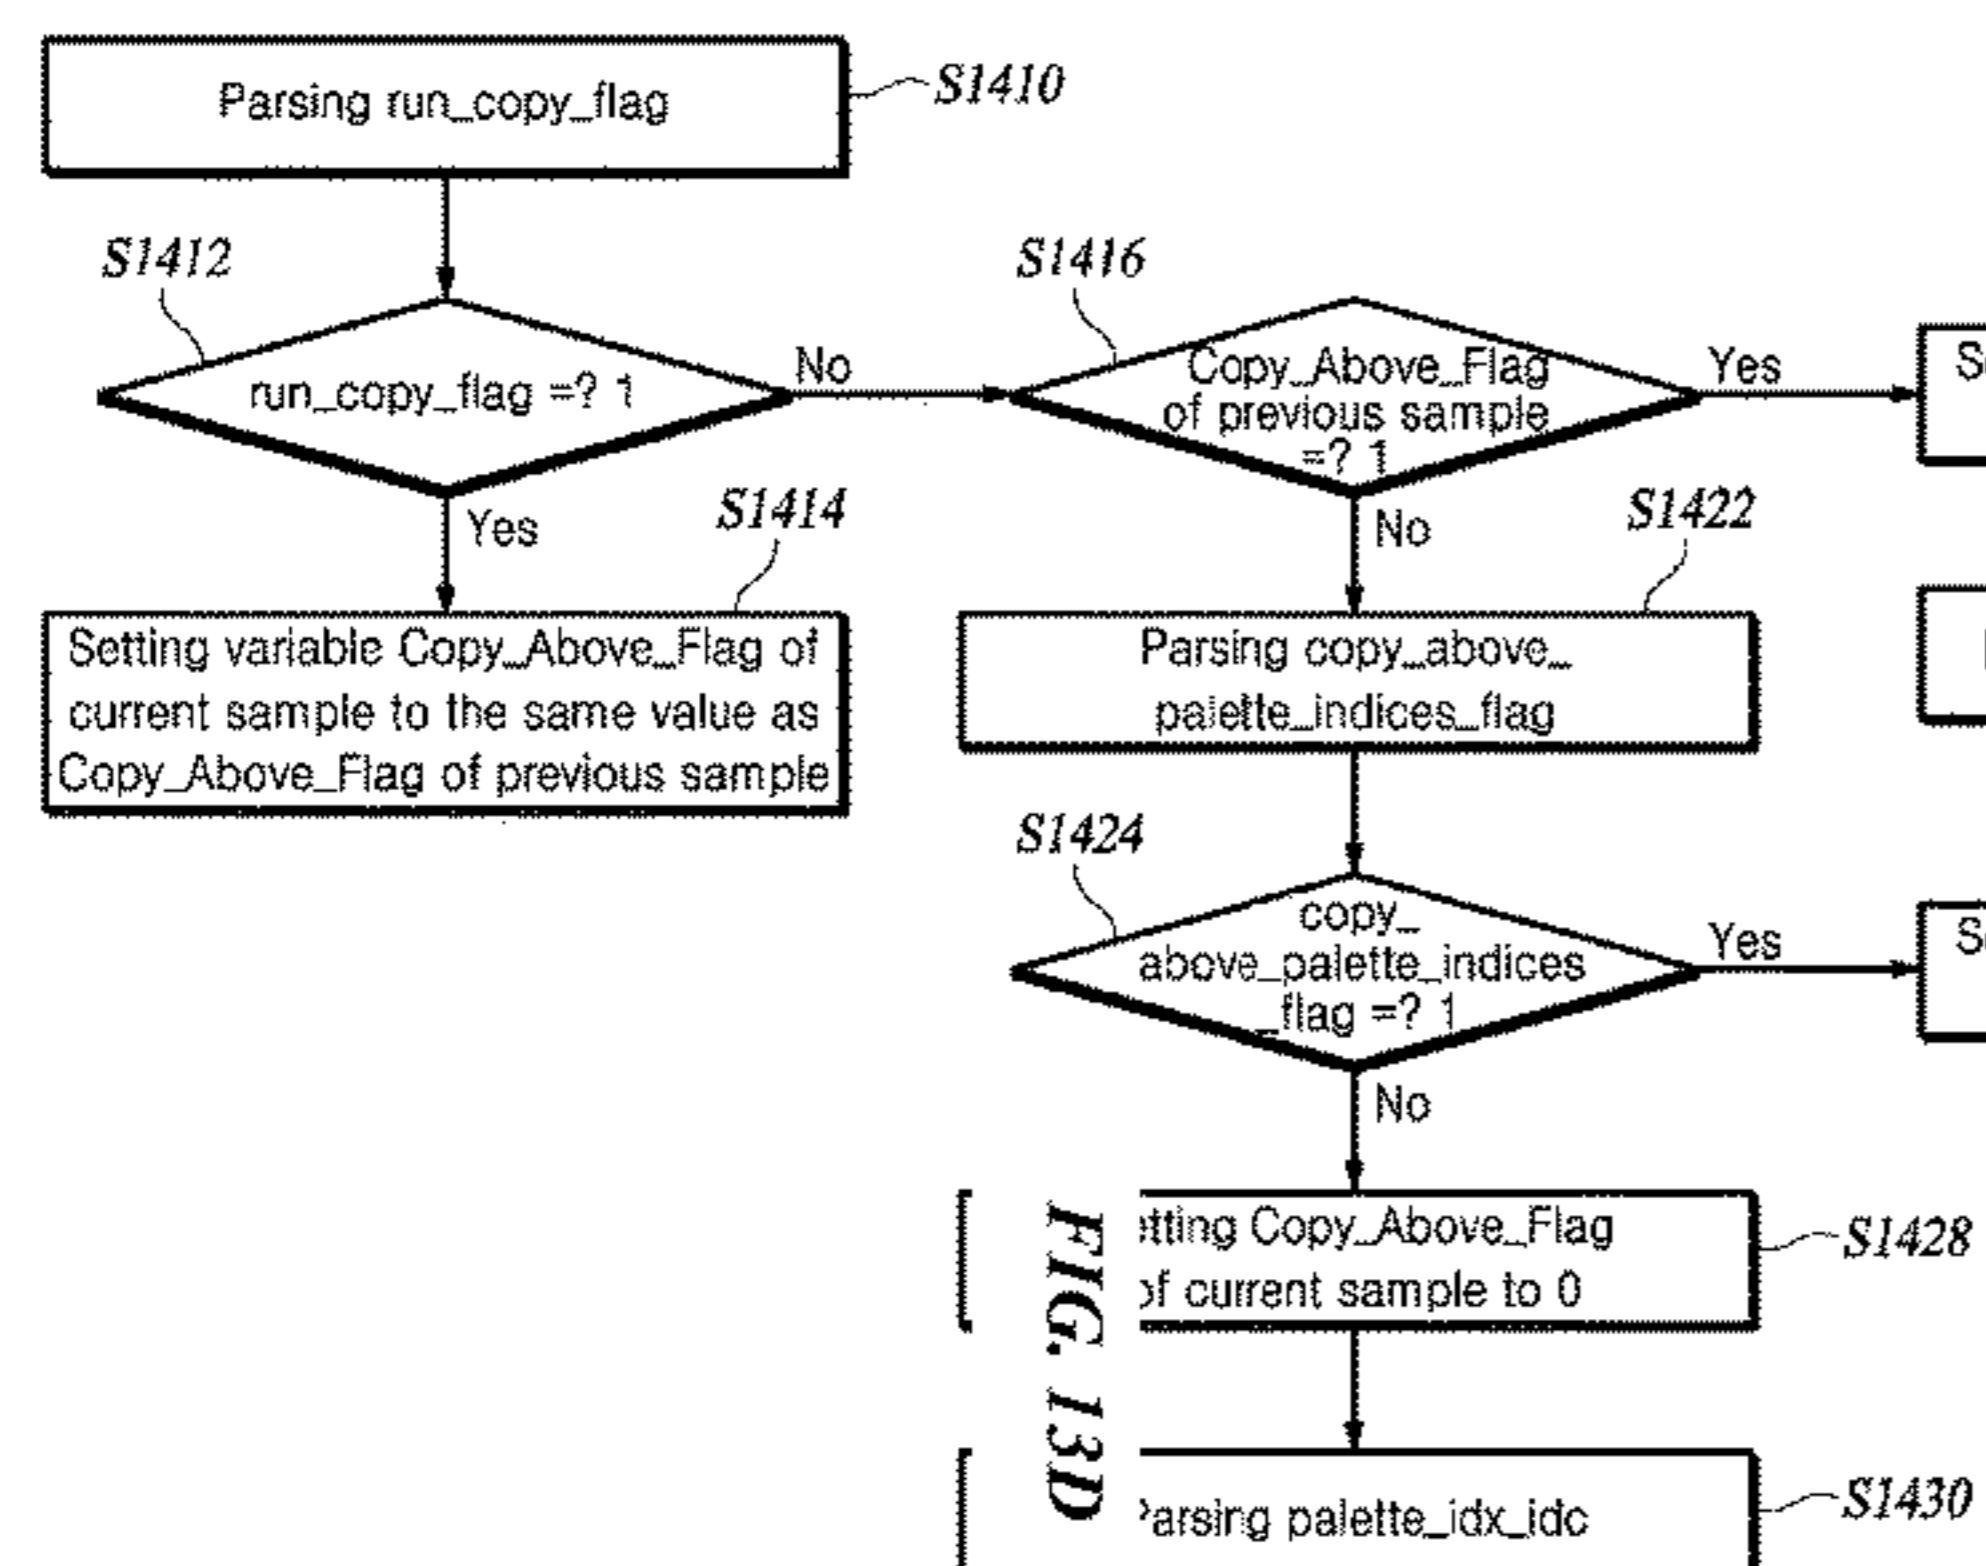 Parsing run_copy_flag
S1410
S1412
run_copy_flag =? 1
No
S1416
Copy_Above_Flag
of previous sample
=? 1
Yes
Yes
S1414
Setting variable Copy_Above_Flag of
current sample to the same value as
Copy_Above_Flag of previous sample
No
S1422
Parsing copy_above_
palette_indices_flag
S1424
copy_
above_palette_indices
_flag =? 1
Yes
No
Copy_Above_Flag
of current sample to 0
S1428
FIG. 13D
palette_idx_idc
S1430